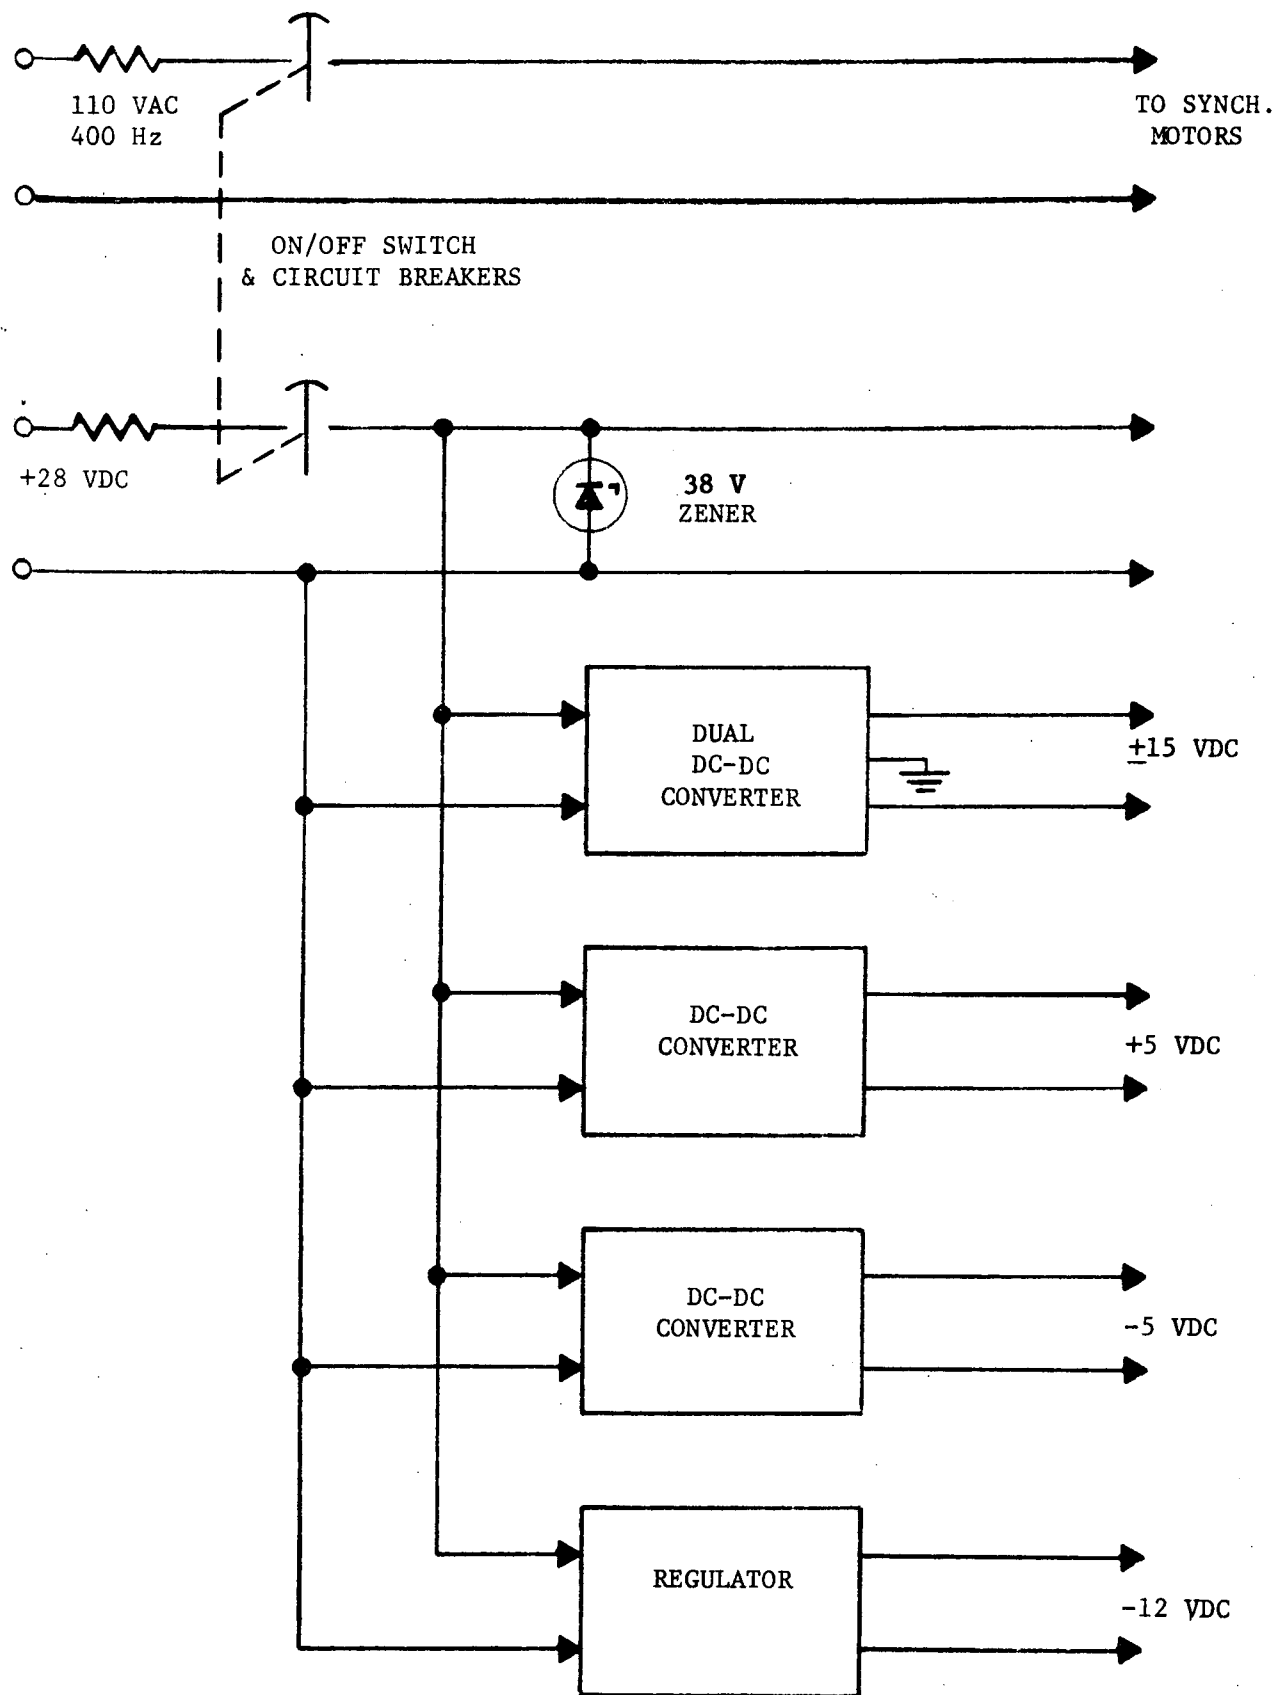 110 VAC
400 Hz
TO SYNCH.
MOTORS
ON/OFF SWITCH
& CIRCUIT BREAKERS
+28 VDC
38 V
ZENER
DUAL
DC-DC
CONVERTER
±15 VDC
DC-DC
CONVERTER
+5 VDC
DC-DC
CONVERTER
-5 VDC
REGULATOR
-12 VDC